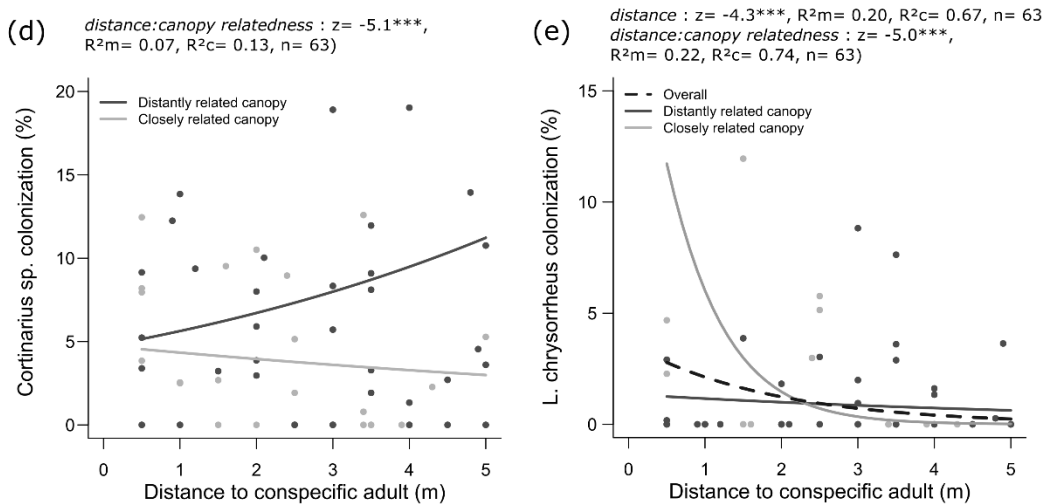 (d)
distance:canopy relatedness : z= -5.1***,
R²m= 0.07, R²c= 0.13, n= 63)
20
15
10
5
0
Cortinarius sp. colonization (%)
Distantly related canopy
Closely related canopy
0 1 2 3 4 5
Distance to conspecific adult (m)
(e)
distance : z= -4.3***, R²m= 0.20, R²c= 0.67, n= 63
distance:canopy relatedness : z= -5.0***,
R²m= 0.22, R²c= 0.74, n= 63)
15
10
5
0
L. chrysorrheus colonization (%)
Overall
Distantly related canopy
Closely related canopy
0 1 2 3 4 5
Distance to conspecific adult (m)